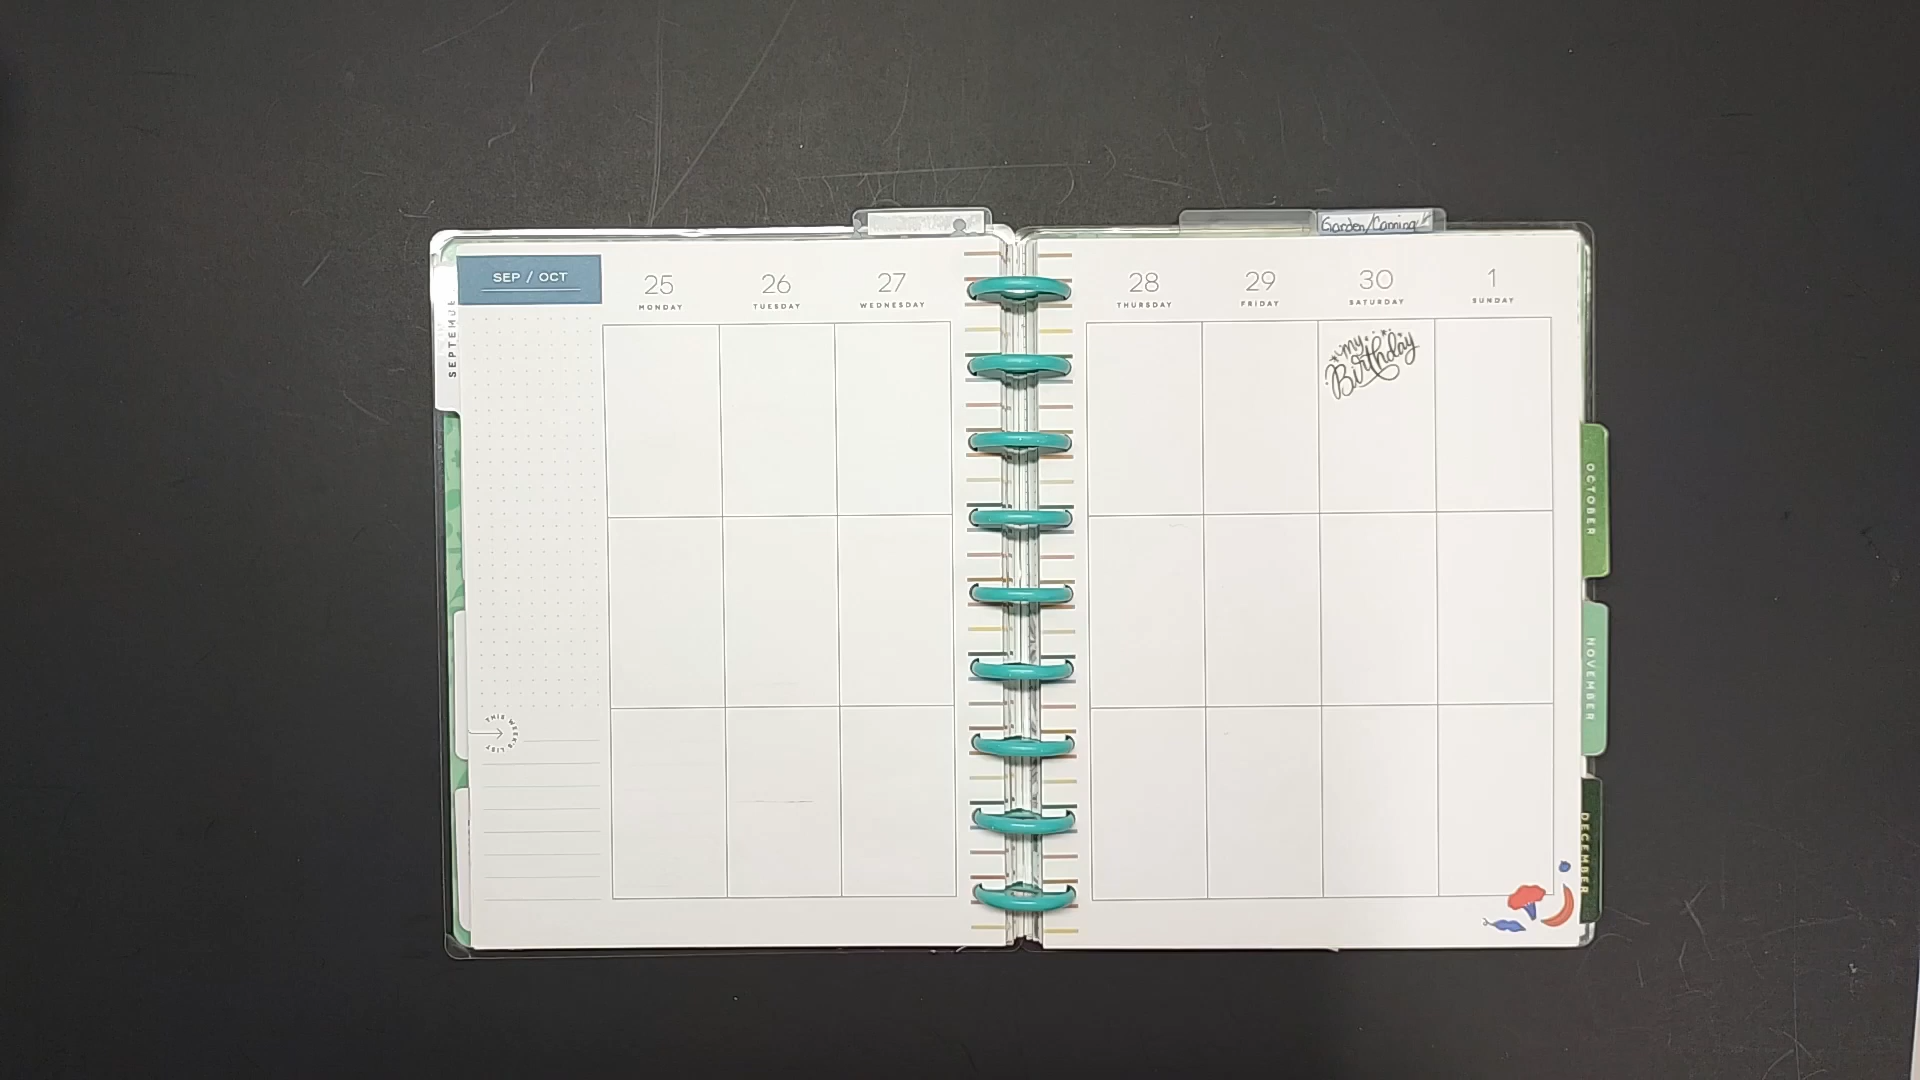 Garden/Canning
SEP / OCT
25
MONDAY
26
TUESDAY
27
WEDNESDAY
28
THURSDAY
29
FRIDAY
30
SATURDAY
1
SUNDAY
my
Birthday
THIS WEEK'S LIST
OCTOBER
NOVEMBER
DECEMBER